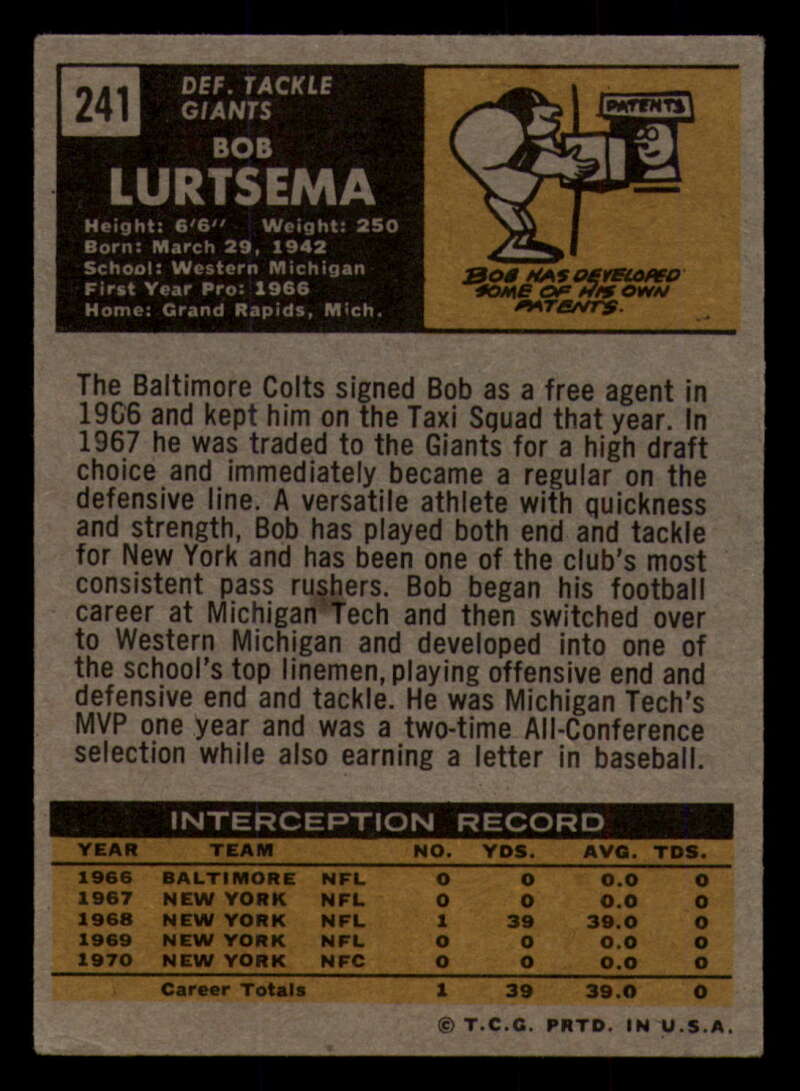 241
DEF. TACKLE
GIANTS
BOB
LURTSEMA
Height: 6'6" Weight: 250
Born: March 29, 1942
School: Western Michigan
First Year Pro: 1966
Home: Grand Rapids, Mich.
PATENTS
BOB HAS DEVELOPED
SOME OF HIS OWN
PATENTS.
The Baltimore Colts signed Bob as a free agent in
1966 and kept him on the Taxi Squad that year. In
1967 he was traded to the Giants for a high draft
choice and immediately became a regular on the
defensive line. A versatile athlete with quickness
and strength, Bob has played both end and tackle
for New York and has been one of the club's most
consistent pass rushers. Bob began his football
career at Michigan Tech and then switched over
to Western Michigan and developed into one of
the school's top linemen, playing offensive end and
defensive end and tackle. He was Michigan Tech's
MVP one year and was a two-time All-Conference
selection while also earning a letter in baseball.
INTERCEPTION RECORD
YEAR TEAM NO. YDS. AVG. TDS.
1966 BALTIMORE NFL 0 0 0.0 0
1967 NEW YORK NFL 0 0 0.0 0
1968 NEW YORK NFL 1 39 39.0 0
1969 NEW YORK NFL 0 0 0.0 0
1970 NEW YORK NFC 0 0 0.0 0
Career Totals 1 39 39.0 0
© T.C.G. PRTD. IN U.S.A.